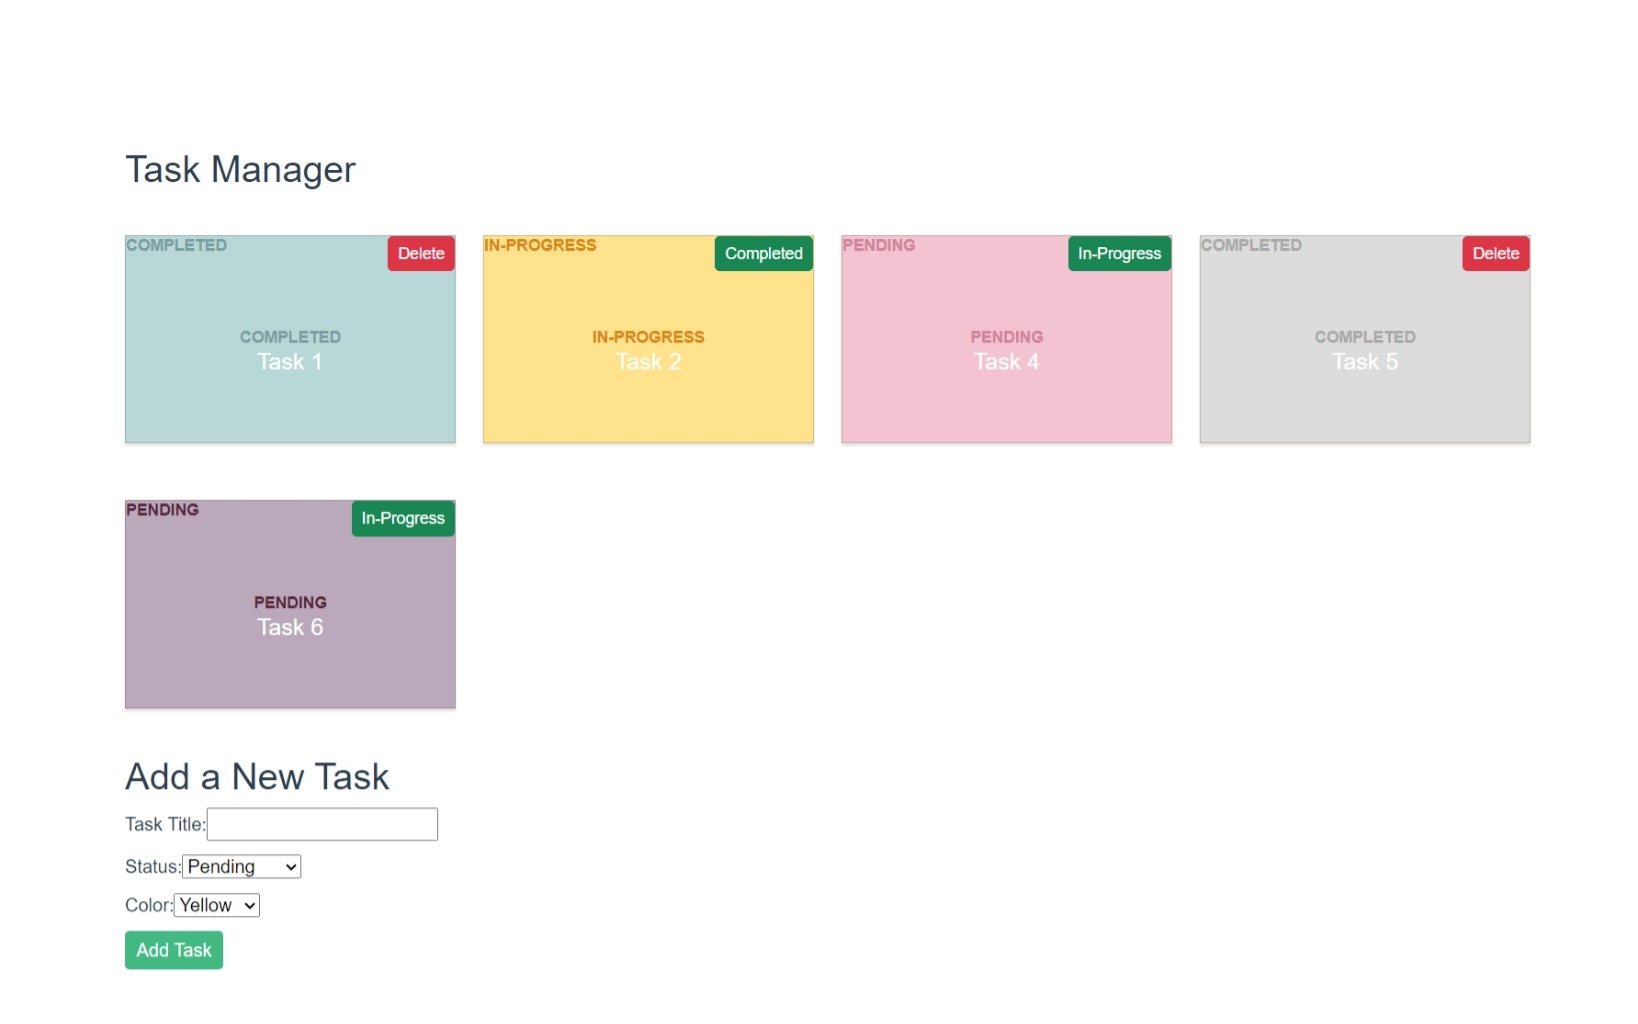 Task Manager
COMPLETED Delete
COMPLETED
Task 1
IN-PROGRESS Completed
IN-PROGRESS
Task 2
PENDING In-Progress
PENDING
Task 4
COMPLETED Delete
COMPLETED
Task 5
PENDING In-Progress
PENDING
Task 6
Add a New Task
Task Title:
Status: Pending
Color: Yellow
Add Task